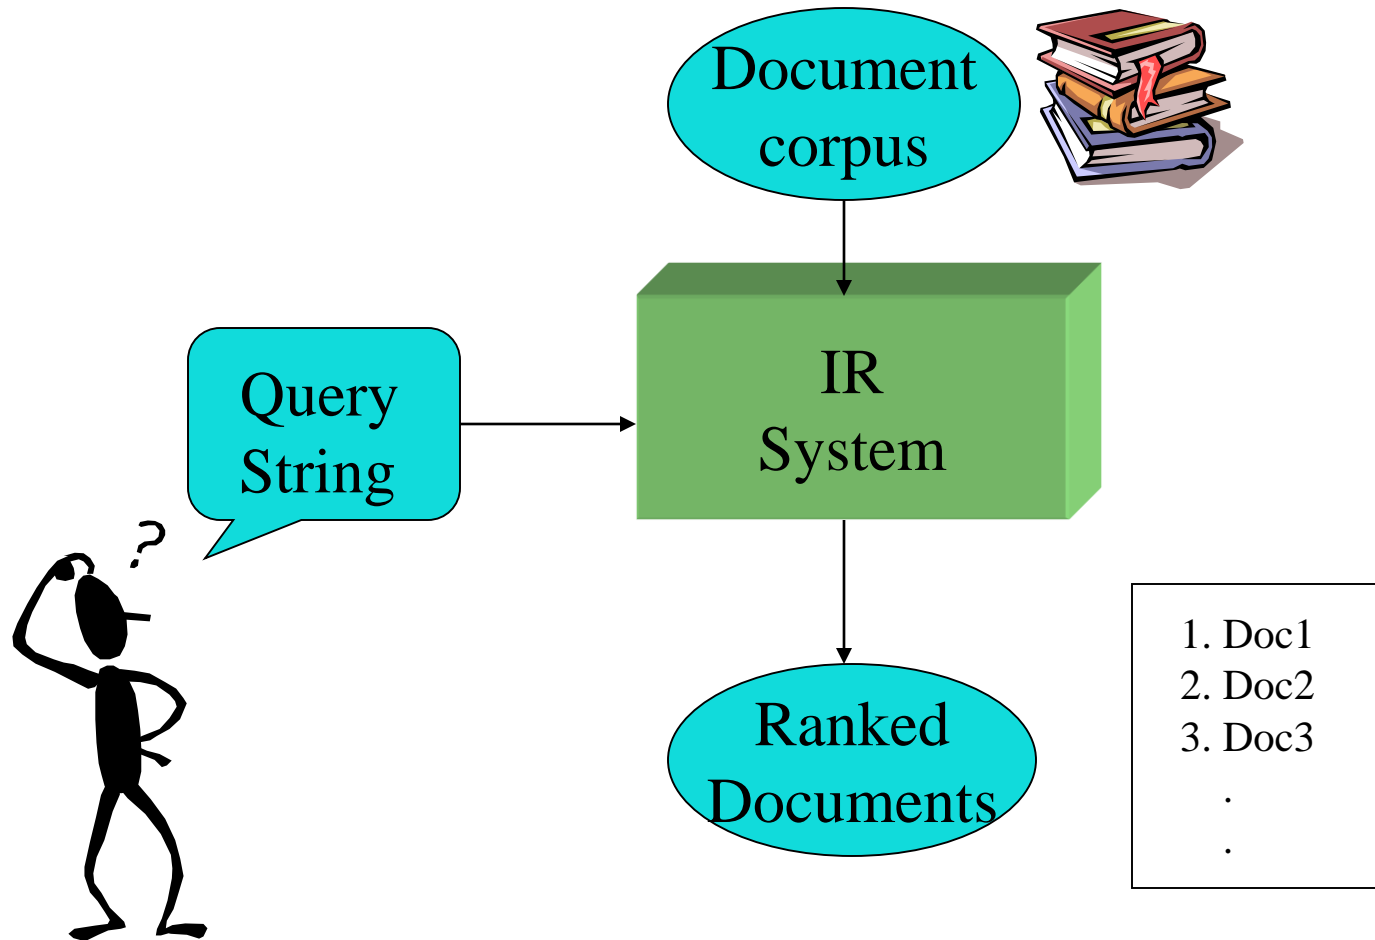 Document
corpus
IR
System
Query
String
?
Ranked
Documents
1. Doc1
2. Doc2
3. Doc3
.
.